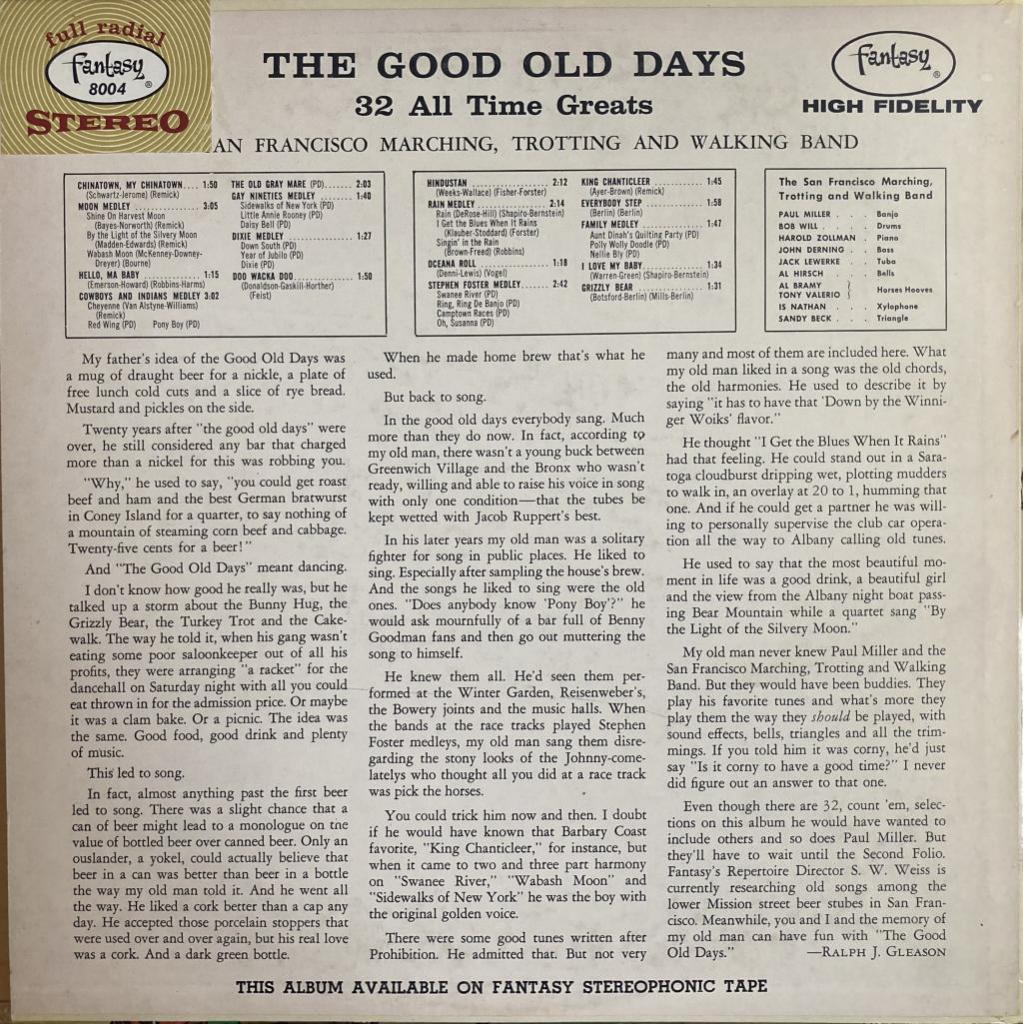 full radial
fantasy ®
8004
STEREO
THE GOOD OLD DAYS
32 All Time Greats
AN FRANCISCO MARCHING, TROTTING AND WALKING BAND
fantasy ®
HIGH FIDELITY
CHINATOWN, MY CHINATOWN.... 1:50
(Schwartz-Jerome) (Remick)
MOON MEDLEY ................. 3:05
Shine On Harvest Moon
(Bayes-Norworth) (Remick)
By the Light of the Silvery Moon
(Madden-Edwards) (Remick)
Wabash Moon (McKenney-Downey-
Dreyer) (Bourne)
HELLO, MA BABY ............... 1:15
(Emerson-Howard) (Robbins-Harms)
COWBOYS AND INDIANS MEDLEY 3:02
Cheyenne (Van Alstyne-Williams)
(Remick)
Red Wing (PD) Pony Boy (PD)
THE OLD GRAY MARE (PD)....... 2:03
GAY NINETIES MEDLEY .......... 1:40
Sidewalks of New York (PD)
Little Annie Rooney (PD)
Daisy Bell (PD)
DIXIE MEDLEY .................. 1:27
Down South (PD)
Year of Jubilo (PD)
Dixie (PD)
DOO WACKA DOO............... 1:50
(Donaldson-Gaskill-Horther)
(Feist)
HINDUSTAN .................... 2:12
(Weeks-Wallace) (Fisher-Forster)
RAIN MEDLEY .................. 2:14
Rain (DeRose-Hill) (Shapiro-Bernstein)
I Get the Blues When It Rains
(Klauber-Stoddard) (Forster)
Singin' in the Rain
(Brown-Freed) (Robbins)
OCEANA ROLL .................. 1:18
(Denni-Lewis) (Vogel)
STEPHEN FOSTER MEDLEY....... 2:42
Swanee River (PD)
Ring, Ring De Banjo (PD)
Camptown Races (PD)
Oh, Susanna (PD)
KING CHANTICLEER ............. 1:45
(Ayer-Brown) (Remick)
EVERYBODY STEP ............... 1:58
(Berlin) (Berlin)
FAMILY MEDLEY ................ 1:47
Aunt Dinah's Quilting Party (PD)
Polly Wolly Doodle (PD)
Nellie Bly (PD)
I LOVE MY BABY................ 1:34
(Warren-Green) (Shapiro-Bernstein)
GRIZZLY BEAR .................. 1:31
(Botsford-Berlin) (Mills-Berlin)
The San Francisco Marching,
Trotting and Walking Band
PAUL MILLER . . . Banjo
BOB WILL . . . . Drums
HAROLD ZOLLMAN . Piano
JOHN DERNING . . Bass
JACK LEWERKE . . Tuba
AL HIRSCH . . . Bells
AL BRAMY
TONY VALERIO } Horses Hooves
IS NATHAN . . . Xylophone
SANDY BECK . . . Triangle
My father's idea of the Good Old Days was
a mug of draught beer for a nickle, a plate of
free lunch cold cuts and a slice of rye bread.
Mustard and pickles on the side.
Twenty years after "the good old days" were
over, he still considered any bar that charged
more than a nickel for this was robbing you.
"Why," he used to say, "you could get roast
beef and ham and the best German bratwurst
in Coney Island for a quarter, to say nothing of
a mountain of steaming corn beef and cabbage.
Twenty-five cents for a beer!"
And "The Good Old Days" meant dancing.
I don't know how good he really was, but he
talked up a storm about the Bunny Hug, the
Grizzly Bear, the Turkey Trot and the Cake-
walk. The way he told it, when his gang wasn't
eating some poor saloonkeeper out of all his
profits, they were arranging "a racket" for the
dancehall on Saturday night with all you could
eat thrown in for the admission price. Or maybe
it was a clam bake. Or a picnic. The idea was
the same. Good food, good drink and plenty
of music.
This led to song.
In fact, almost anything past the first beer
led to song. There was a slight chance that a
can of beer might lead to a monologue on the
value of bottled beer over canned beer. Only an
ouslander, a yokel, could actually believe that
beer in a can was better than beer in a bottle
the way my old man told it. And he went all
the way. He liked a cork better than a cap any
day. He accepted those porcelain stoppers that
were used over and over again, but his real love
was a cork. And a dark green bottle.
When he made home brew that's what he
used.
But back to song.
In the good old days everybody sang. Much
more than they do now. In fact, according to
my old man, there wasn't a young buck between
Greenwich Village and the Bronx who wasn't
ready, willing and able to raise his voice in song
with only one condition—that the tubes be
kept wetted with Jacob Ruppert's best.
In his later years my old man was a solitary
fighter for song in public places. He liked to
sing. Especially after sampling the house's brew.
And the songs he liked to sing were the old
ones. "Does anybody know 'Pony Boy'?" he
would ask mournfully of a bar full of Benny
Goodman fans and then go out muttering the
song to himself.
He knew them all. He'd seen them per-
formed at the Winter Garden, Reisenweber's,
the Bowery joints and the music halls. When
the bands at the race tracks played Stephen
Foster medleys, my old man sang them disre-
garding the stony looks of the Johnny-come-
latelys who thought all you did at a race track
was pick the horses.
You could trick him now and then. I doubt
if he would have known that Barbary Coast
favorite, "King Chanticleer," for instance, but
when it came to two and three part harmony
on "Swanee River," "Wabash Moon" and
"Sidewalks of New York" he was the boy with
the original golden voice.
There were some good tunes written after
Prohibition. He admitted that. But not very
many and most of them are included here. What
my old man liked in a song was the old chords,
the old harmonies. He used to describe it by
saying "it has to have that 'Down by the Winni-
ger Woiks' flavor."
He thought "I Get the Blues When It Rains"
had that feeling. He could stand out in a Sara-
toga cloudburst dripping wet, plotting mudders
to walk in, an overlay at 20 to 1, humming that
one. And if he could get a partner he was will-
ing to personally supervise the club car opera-
tion all the way to Albany calling old tunes.
He used to say that the most beautiful mo-
ment in life was a good drink, a beautiful girl
and the view from the Albany night boat pass-
ing Bear Mountain while a quartet sang "By
the Light of the Silvery Moon."
My old man never knew Paul Miller and the
San Francisco Marching, Trotting and Walking
Band. But they would have been buddies. They
play his favorite tunes and what's more they
play them the way they should be played, with
sound effects, bells, triangles and all the trim-
mings. If you told him it was corny, he'd just
say "Is it corny to have a good time?" I never
did figure out an answer to that one.
Even though there are 32, count 'em, selec-
tions on this album he would have wanted to
include others and so does Paul Miller. But
they'll have to wait until the Second Folio.
Fantasy's Repertoire Director S. W. Weiss is
currently researching old songs among the
lower Mission street beer stubes in San Fran-
cisco. Meanwhile, you and I and the memory of
my old man can have fun with "The Good
Old Days." —RALPH J. GLEASON
THIS ALBUM AVAILABLE ON FANTASY STEREOPHONIC TAPE